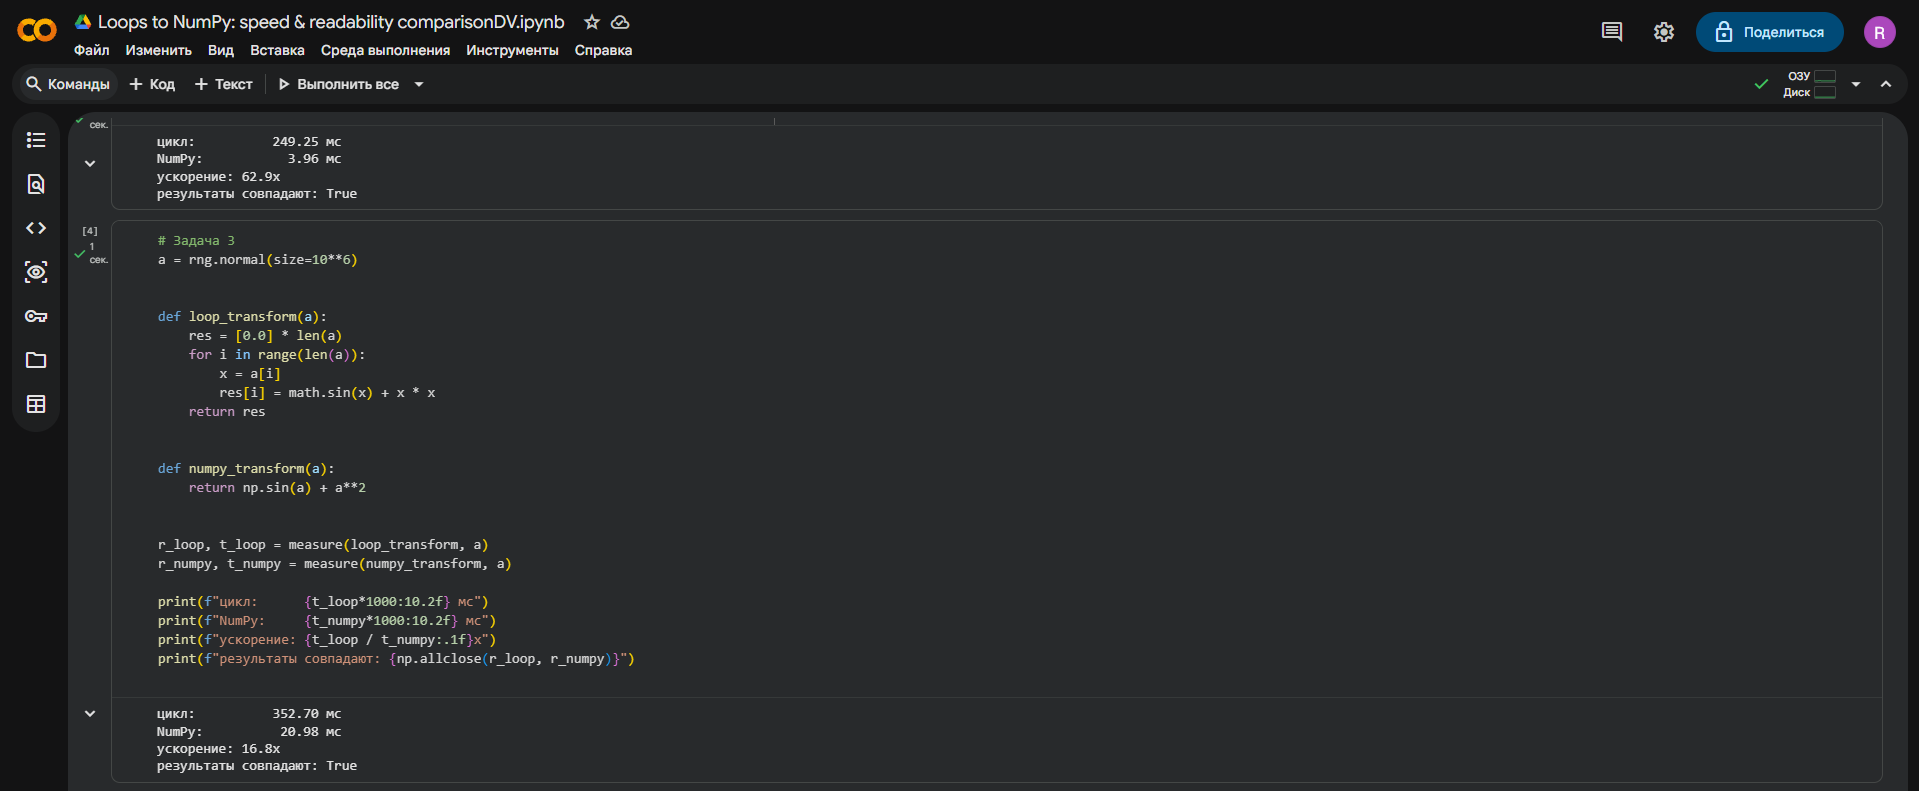 Loops to NumPy: speed & readability comparisonDV.ipynb
Файл Изменить Вид Вставка Среда выполнения Инструменты Справка
Поделиться
R
Команды + Код + Текст Выполнить все
ОЗУ
Диск
сек.
цикл:          249.25 мс
NumPy:           3.96 мс
ускорение: 62.9x
результаты совпадают: True
[4]
1
сек.
# Задача 3
a = rng.normal(size=10**6)
def loop_transform(a):
    res = [0.0] * len(a)
    for i in range(len(a)):
        x = a[i]
        res[i] = math.sin(x) + x * x
    return res
def numpy_transform(a):
    return np.sin(a) + a**2
r_loop, t_loop = measure(loop_transform, a)
r_numpy, t_numpy = measure(numpy_transform, a)
print(f"цикл:      {t_loop*1000:10.2f} мс")
print(f"NumPy:     {t_numpy*1000:10.2f} мс")
print(f"ускорение: {t_loop / t_numpy:.1f}x")
print(f"результаты совпадают: {np.allclose(r_loop, r_numpy)}")
цикл:          352.70 мс
NumPy:          20.98 мс
ускорение: 16.8x
результаты совпадают: True